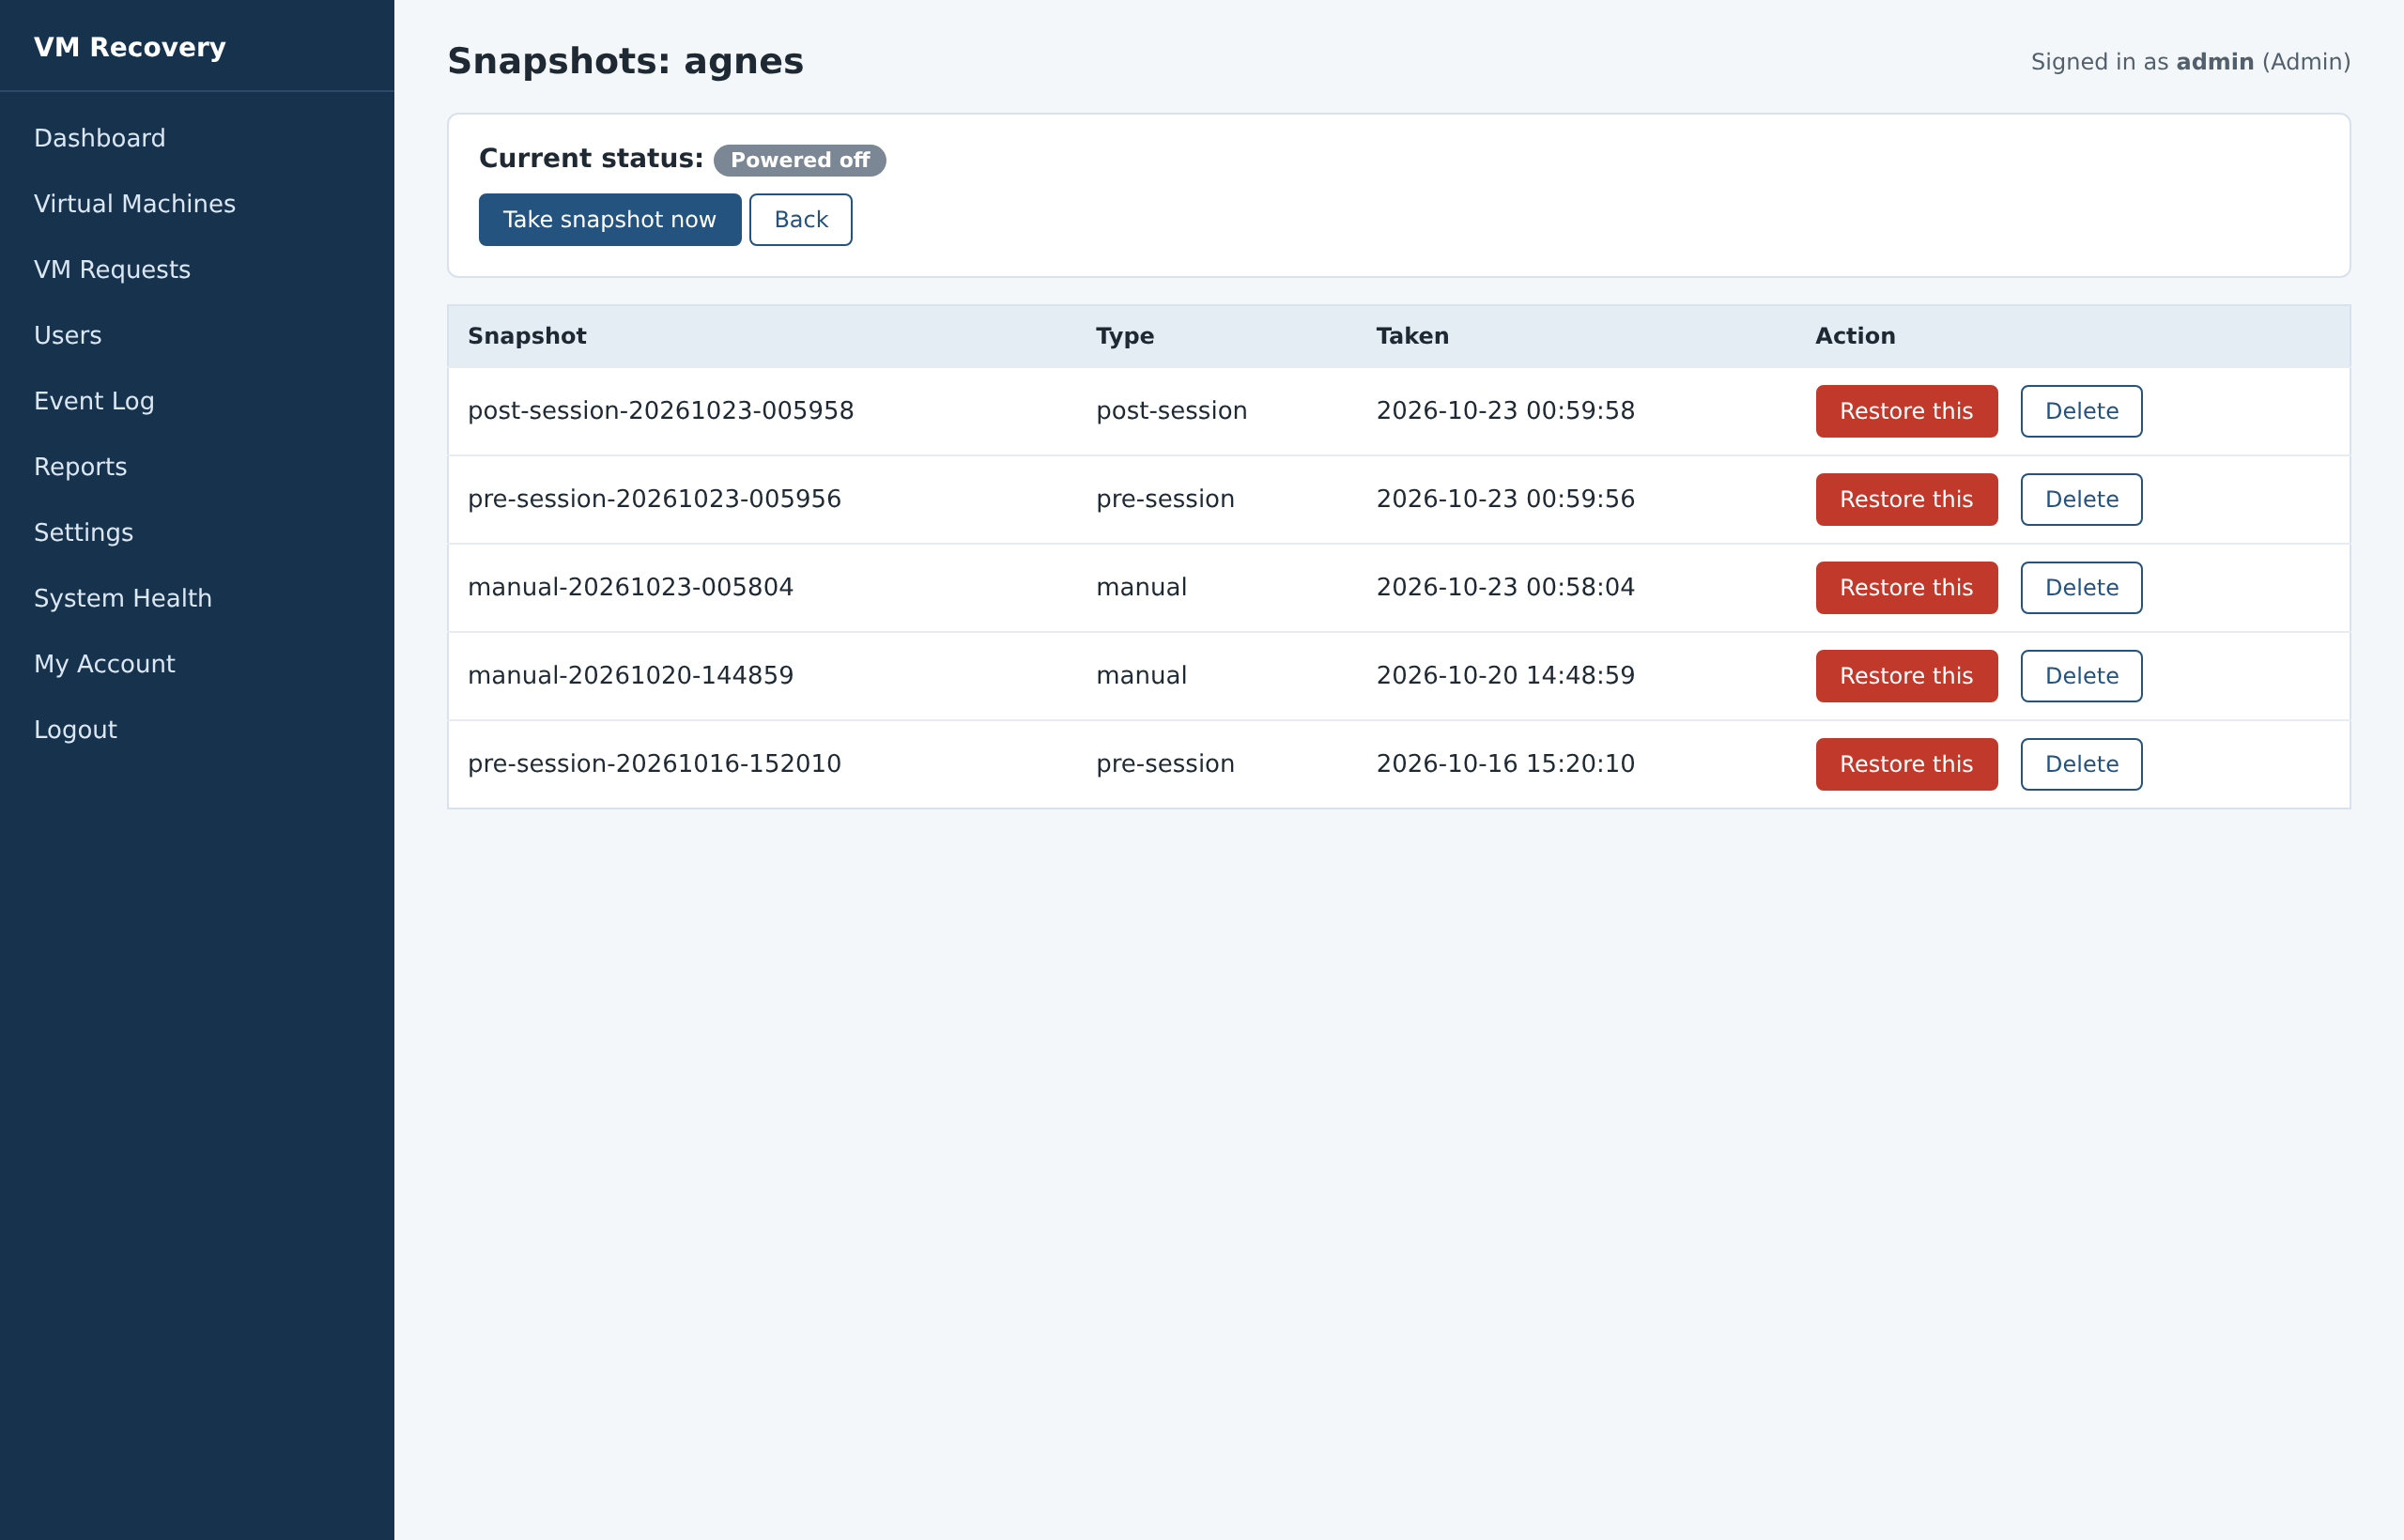 VM Recovery
Dashboard
Virtual Machines
VM Requests
Users
Event Log
Reports
Settings
System Health
My Account
Logout
Snapshots: agnes
Signed in as admin (Admin)
Current status: Powered off
Take snapshot now Back
Snapshot Type Taken Action
post-session-20261023-005958 post-session 2026-10-23 00:59:58 Restore this Delete
pre-session-20261023-005956 pre-session 2026-10-23 00:59:56 Restore this Delete
manual-20261023-005804 manual 2026-10-23 00:58:04 Restore this Delete
manual-20261020-144859 manual 2026-10-20 14:48:59 Restore this Delete
pre-session-20261016-152010 pre-session 2026-10-16 15:20:10 Restore this Delete